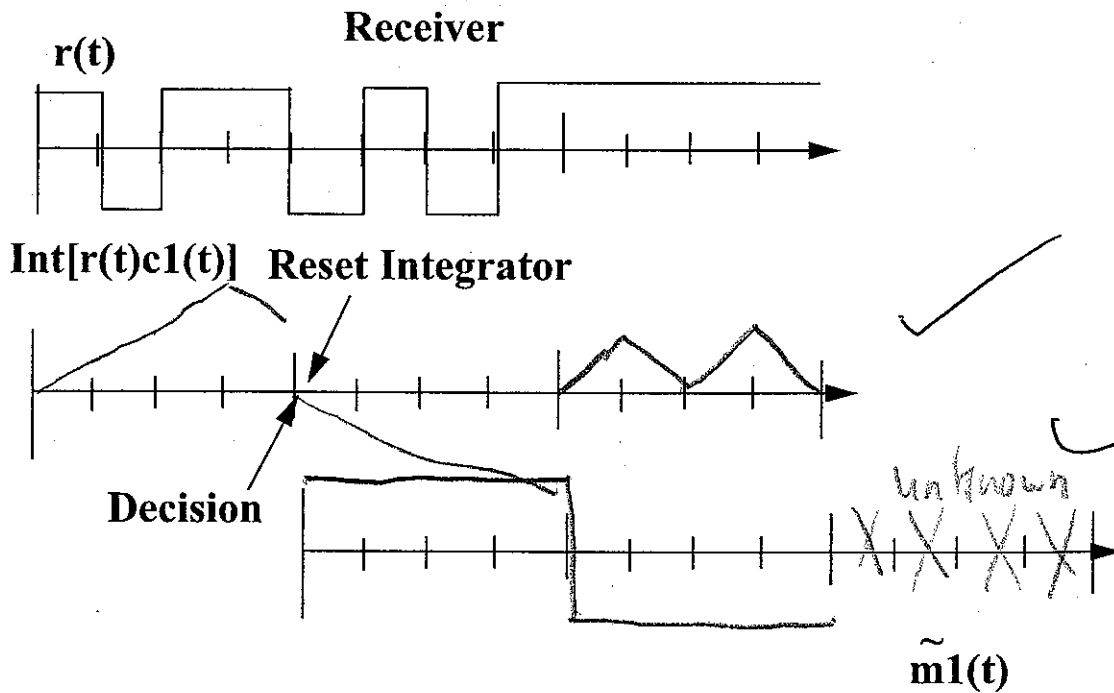 Receiver
r(t)
Int[r(t)c1(t)]
Reset Integrator
Decision
unknown
X X X X
m̃1(t)